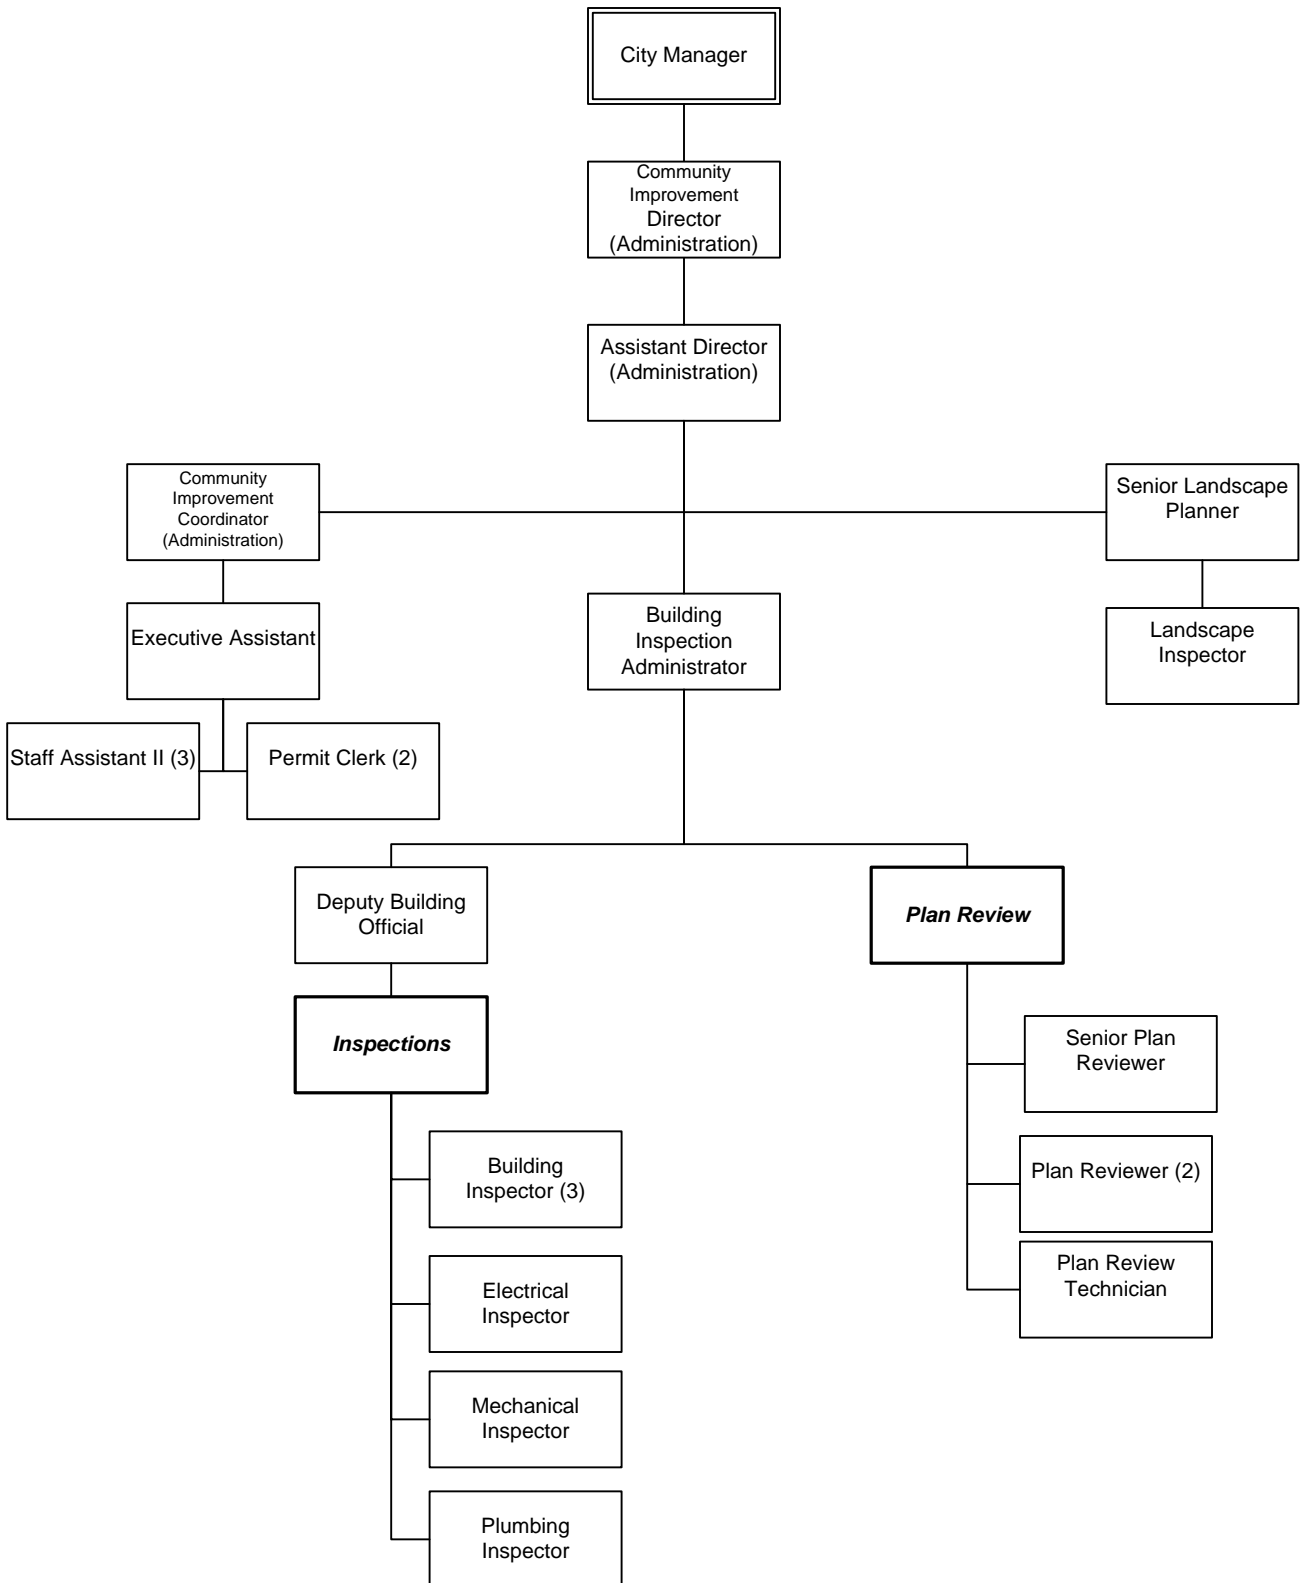 City Manager
Community
Improvement
Director
(Administration)
Assistant Director
(Administration)
Community
Improvement
Coordinator
(Administration)
Senior Landscape
Planner
Executive Assistant
Building
Inspection
Administrator
Landscape
Inspector
Staff Assistant II (3)
Permit Clerk (2)
Deputy Building
Official
Plan Review
Inspections
Senior Plan
Reviewer
Building
Inspector (3)
Plan Reviewer (2)
Electrical
Inspector
Plan Review
Technician
Mechanical
Inspector
Plumbing
Inspector